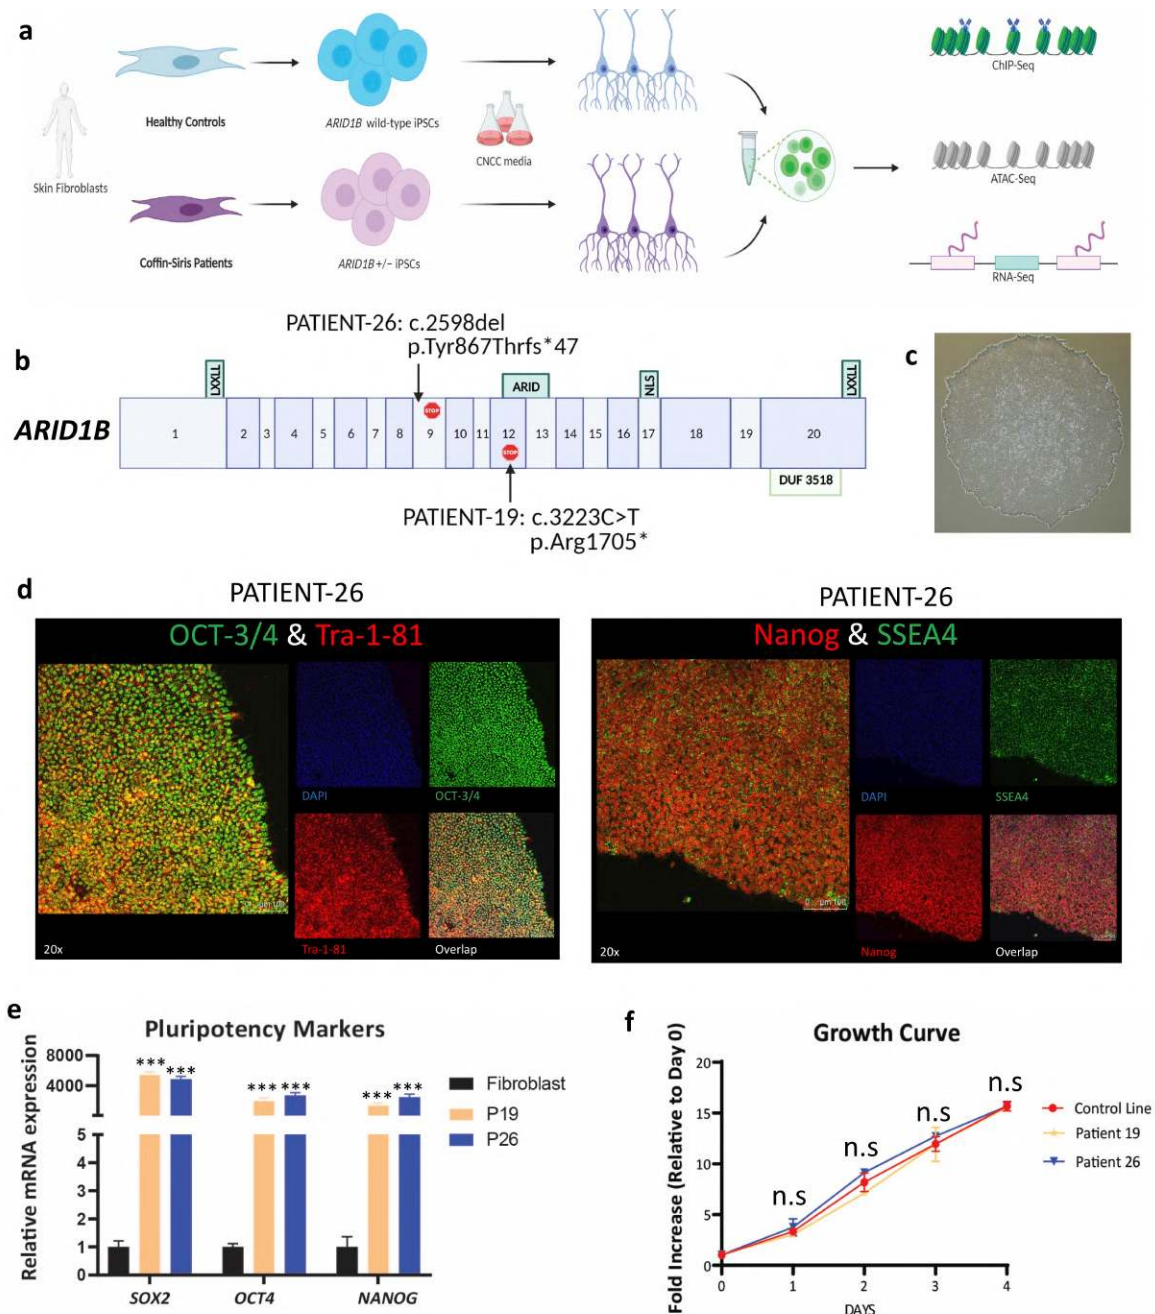 a
Skin Fibroblasts
Healthy Controls
Coffin-Siris Patients
ARID1B wild-type iPSCs
ARID1B+/− iPSCs
CNCC media
ChIP-Seq
ATAC-Seq
RNA-Seq
b
PATIENT-26: c.2598del
p.Tyr867Thrfs*47
ARID1B
LXXLL
ARID
NLS
LXXLL
1 2 3 4 5 6 7 8 9 10 11 12 13 14 15 16 17 18 19 20
STOP
STOP
DUF 3518
PATIENT-19: c.3223C>T
p.Arg1705*
c
d
PATIENT-26
OCT-3/4 & Tra-1-81
DAPI
OCT-3/4
Tra-1-81
Overlap
20x
PATIENT-26
Nanog & SSEA4
0 µm 100
DAPI
SSEA4
Nanog
Overlap
20x
e
Pluripotency Markers
Relative mRNA expression
8000
4000
5
4
3
2
1
0
*** ***
*** ***
*** ***
SOX2 OCT4 NANOG
Fibroblast
P19
P26
f
Growth Curve
Fold Increase (Relative to Day 0)
20
15
10
5
0
n.s
n.s
n.s
n.s
0 1 2 3 4
DAYS
Control Line
Patient 19
Patient 26